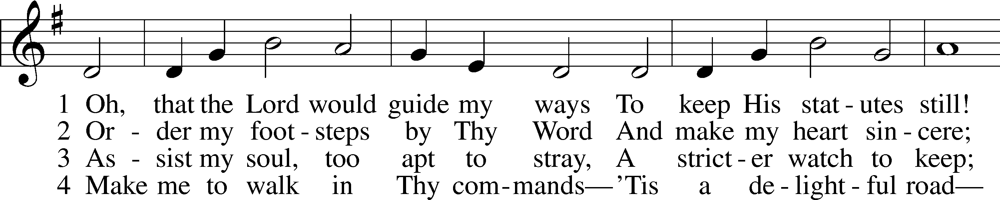 1 Oh, that the Lord would guide my ways To keep His stat - utes still!
2 Or - der my foot - steps by Thy Word And make my heart sin - cere;
3 As - sist my soul, too apt to stray, A strict - er watch to keep;
4 Make me to walk in Thy com - mands— ’Tis a de - light - ful road—